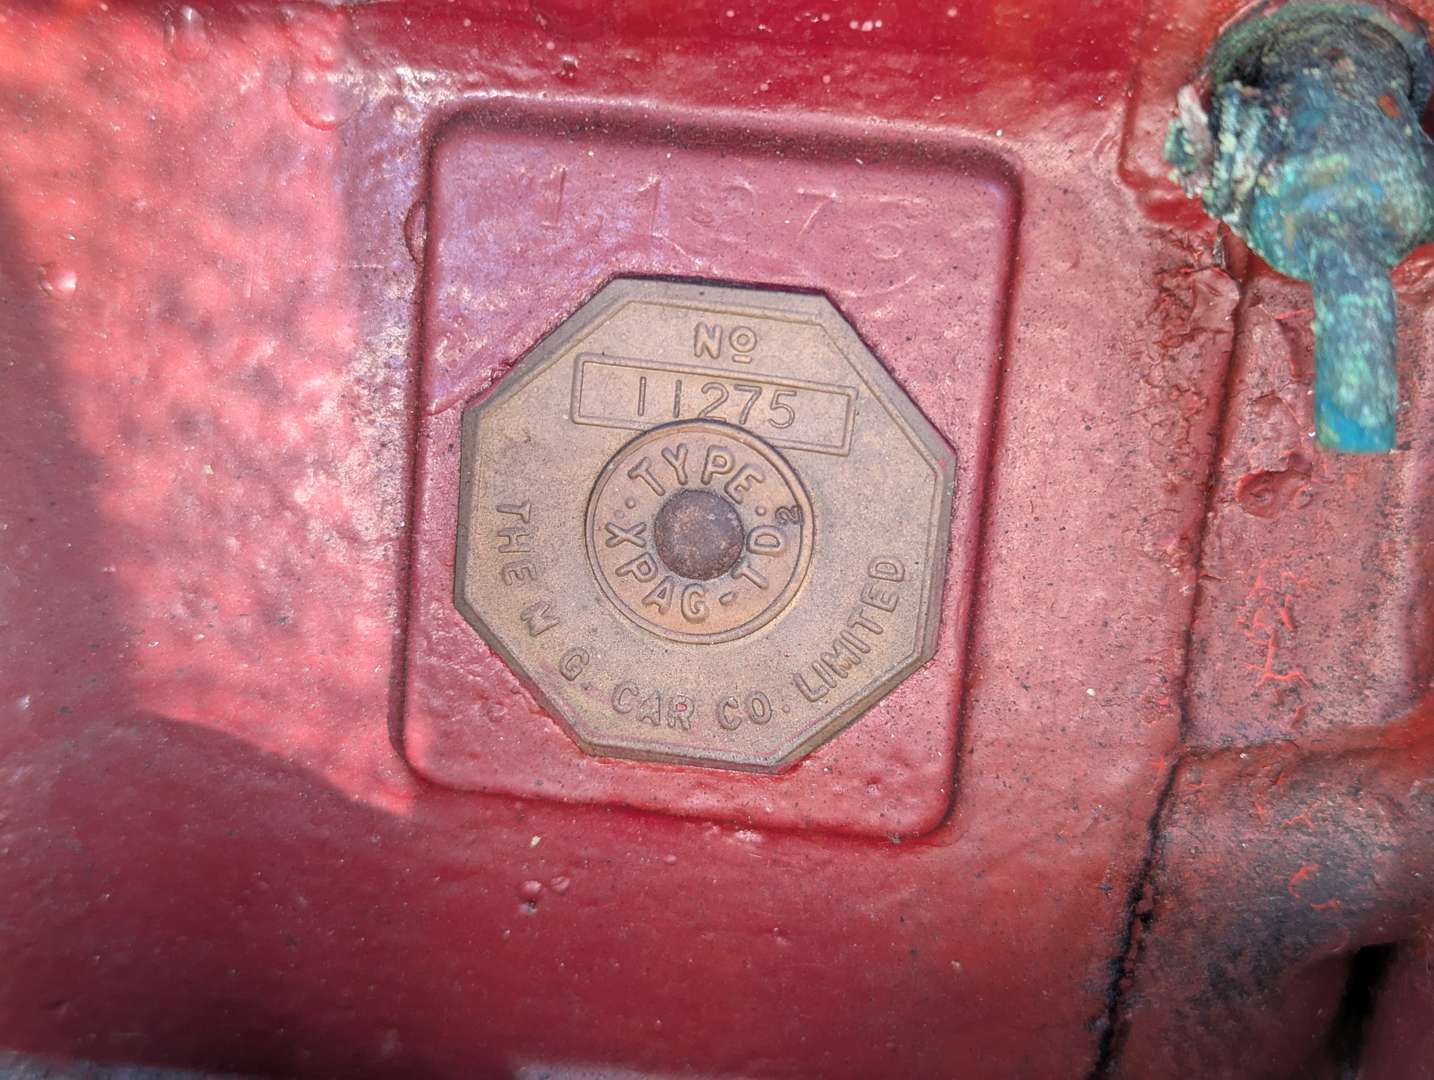 11275
No
11275
TYPE
XPAG-TD2
THE M.G. CAR CO. LIMITED